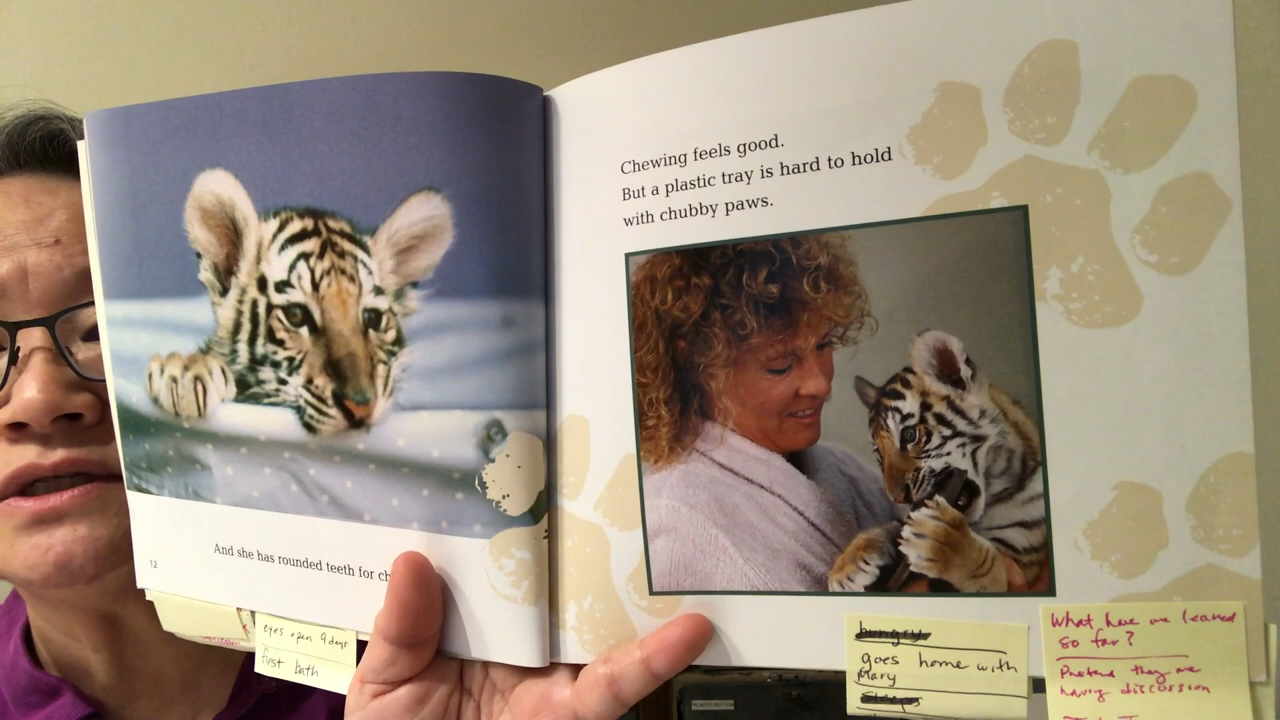 Chewing feels good.
But a plastic tray is hard to hold
with chubby paws.
And she has rounded teeth for
12
eyes open 9 days
first bath
hungry
goes home with
Mary
sleeps
What have we learned
so far?
Pretend they are
having discussion